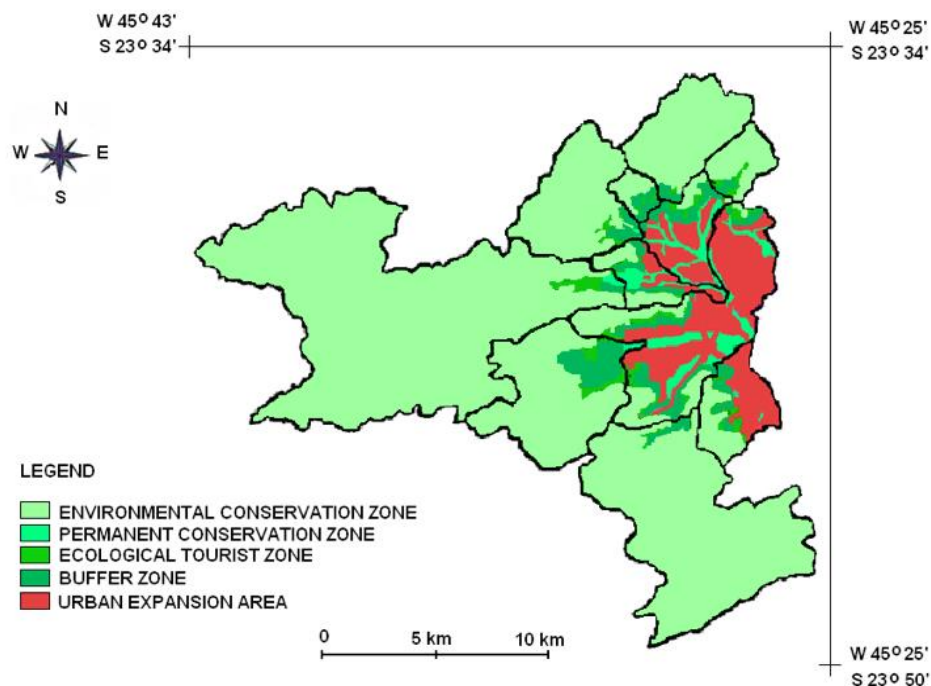 W 45° 43'
S 23° 34'
W 45° 25'
S 23° 34'
N
W E
S
LEGEND
ENVIRONMENTAL CONSERVATION ZONE
PERMANENT CONSERVATION ZONE
ECOLOGICAL TOURIST ZONE
BUFFER ZONE
URBAN EXPANSION AREA
0 5 km 10 km
W 45° 25'
S 23° 50'